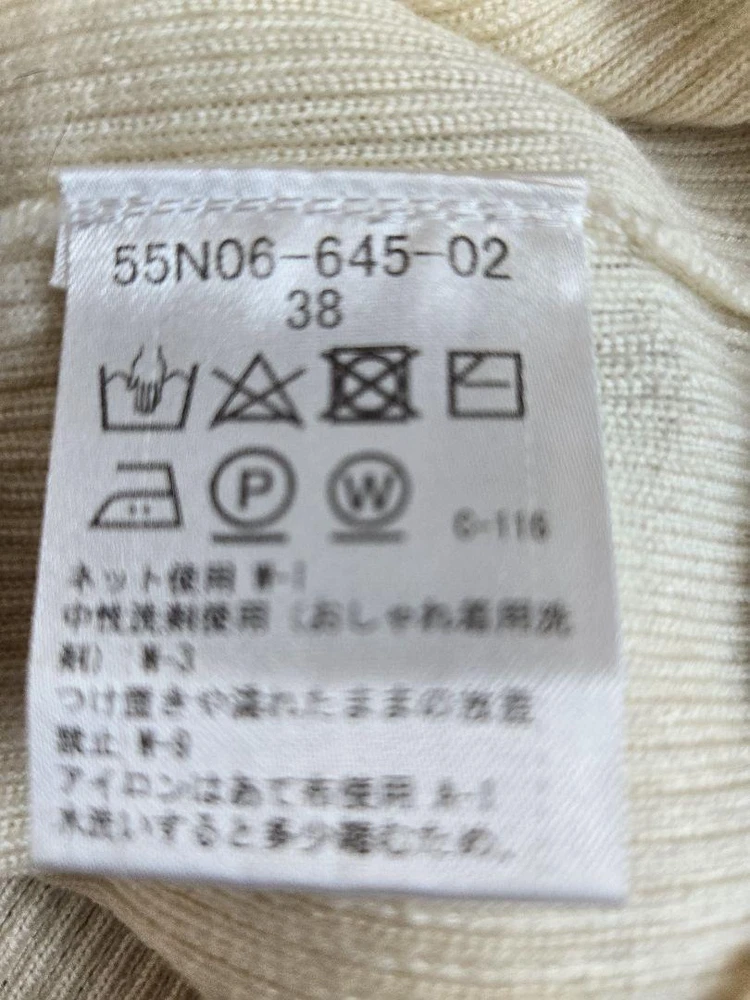 55N06-645-02
38
P W C-116
ネット使用 W-1
中性洗剤使用（おしゃれ着用洗
剤） W-3
つけ置きや濡れたままの放置
禁止 W-8
アイロンはあて布使用 A-1
水洗いすると多少縮むため、